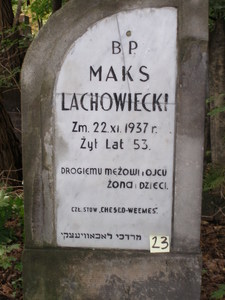 B P
MAKS
LACHOWIECKI
Zm. 22.XI. 1937 r.
Żył Lat 53.
DROGIEMU MĘŻOWI I OJCU
ŻONA I DZIECI.
CZŁ. STOW. „CHESED-WEEMES”.
מרדכי לאכאוויעצקי
23